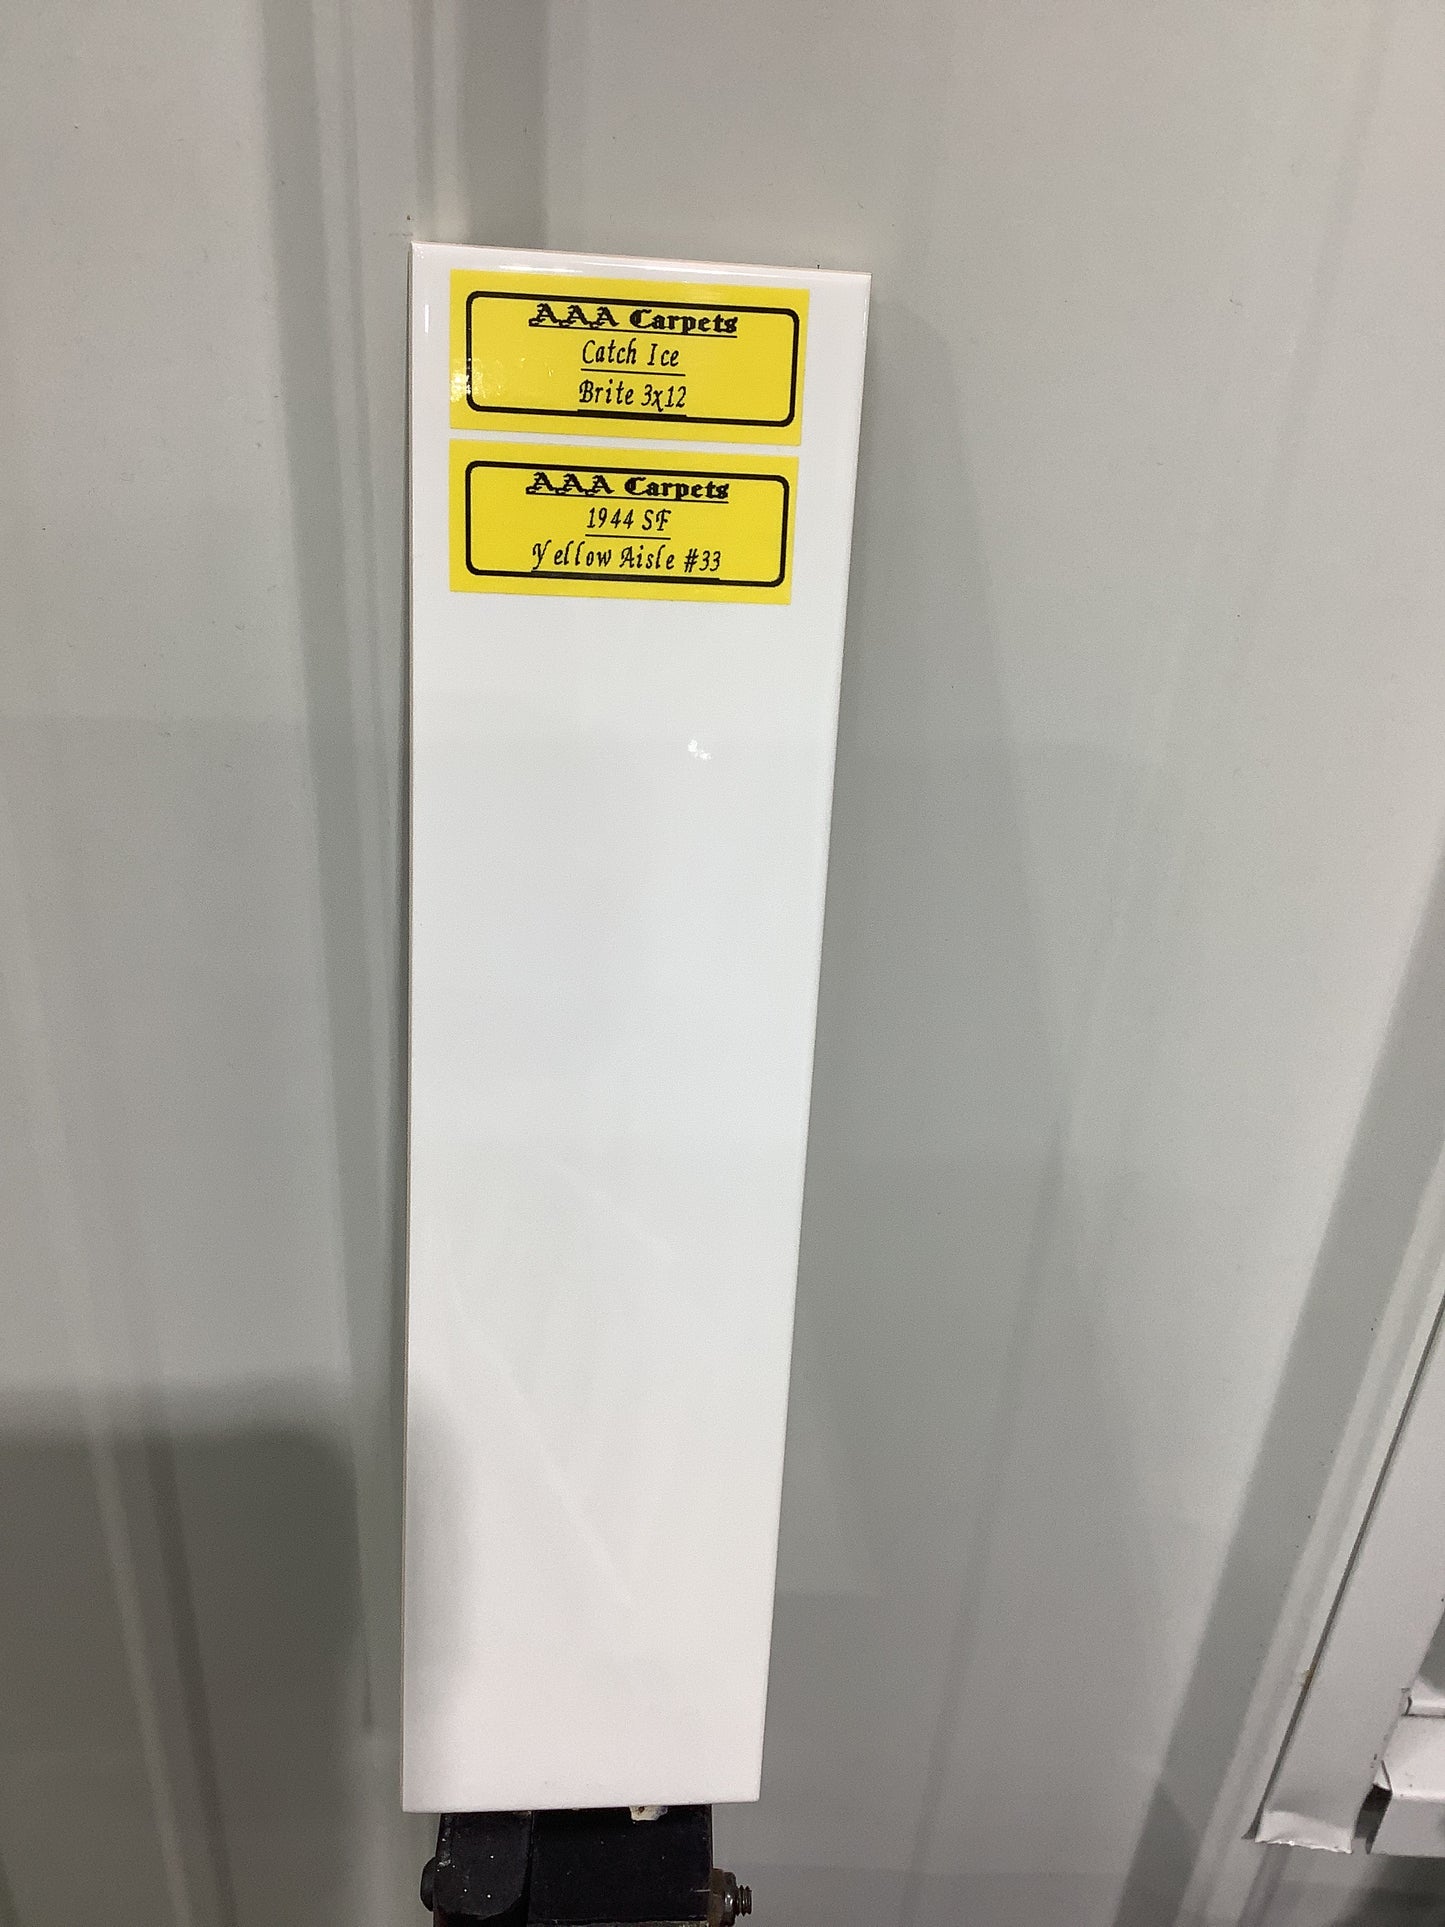 AAA Carpets
Catch Ice
Brite 3x12
AAA Carpets
1944 SF
Yellow Aisle #33